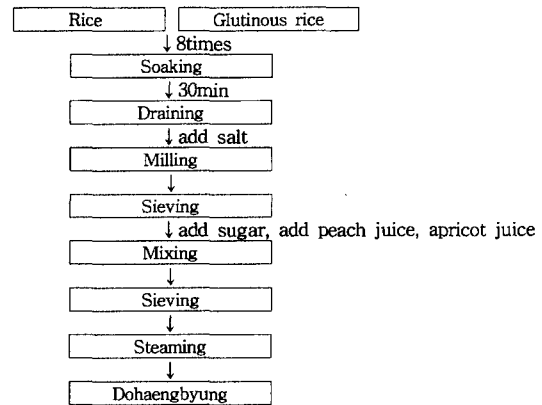 Rice Glutinous rice
↓ 8times
Soaking
↓ 30min
Draining
↓ add salt
Milling
↓
Sieving
↓ add sugar, add peach juice, apricot juice
Mixing
↓
Sieving
↓
Steaming
↓
Dohaengbyung